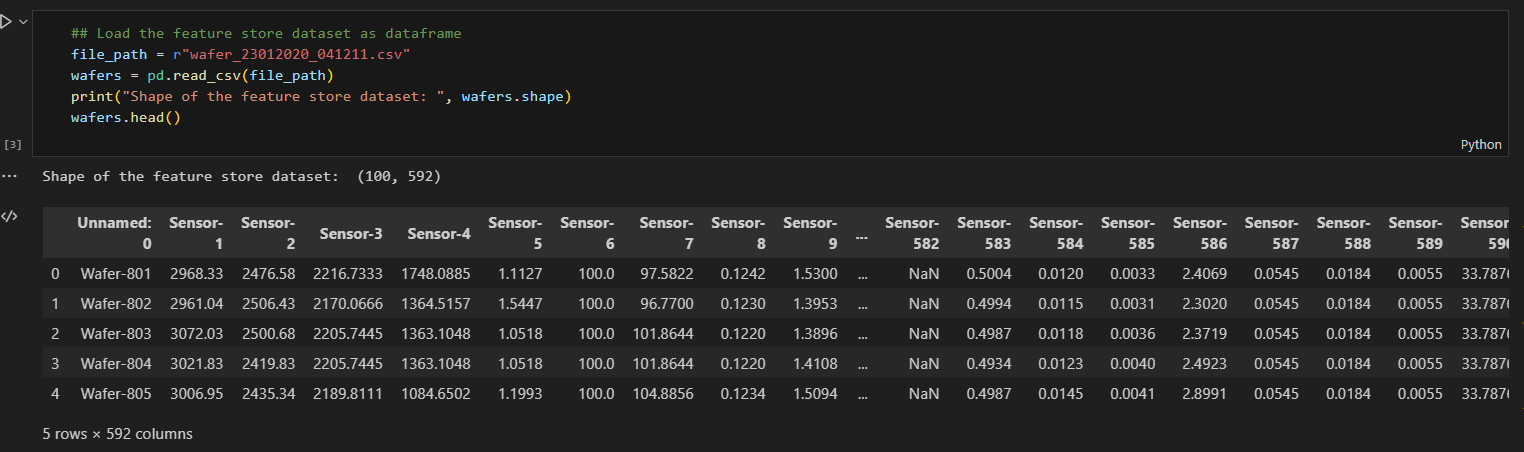 ## Load the feature store dataset as dataframe
file_path = r"wafer_23012020_041211.csv"
wafers = pd.read_csv(file_path)
print("Shape of the feature store dataset: ", wafers.shape)
wafers.head()
[3]
Python
Shape of the feature store dataset:  (100, 592)
Unnamed: 0 Sensor-1 Sensor-2 Sensor-3 Sensor-4 Sensor-5 Sensor-6 Sensor-7 Sensor-8 Sensor-9 ... Sensor-582 Sensor-583 Sensor-584 Sensor-585 Sensor-586 Sensor-587 Sensor-588 Sensor-589 Sensor-590
0 Wafer-801 2968.33 2476.58 2216.7333 1748.0885 1.1127 100.0 97.5822 0.1242 1.5300 ... NaN 0.5004 0.0120 0.0033 2.4069 0.0545 0.0184 0.0055 33.7876
1 Wafer-802 2961.04 2506.43 2170.0666 1364.5157 1.5447 100.0 96.7700 0.1230 1.3953 ... NaN 0.4994 0.0115 0.0031 2.3020 0.0545 0.0184 0.0055 33.7876
2 Wafer-803 3072.03 2500.68 2205.7445 1363.1048 1.0518 100.0 101.8644 0.1220 1.3896 ... NaN 0.4987 0.0118 0.0036 2.3719 0.0545 0.0184 0.0055 33.7876
3 Wafer-804 3021.83 2419.83 2205.7445 1363.1048 1.0518 100.0 101.8644 0.1220 1.4108 ... NaN 0.4934 0.0123 0.0040 2.4923 0.0545 0.0184 0.0055 33.7876
4 Wafer-805 3006.95 2435.34 2189.8111 1084.6502 1.1993 100.0 104.8856 0.1234 1.5094 ... NaN 0.4987 0.0145 0.0041 2.8991 0.0545 0.0184 0.0055 33.7876
5 rows × 592 columns